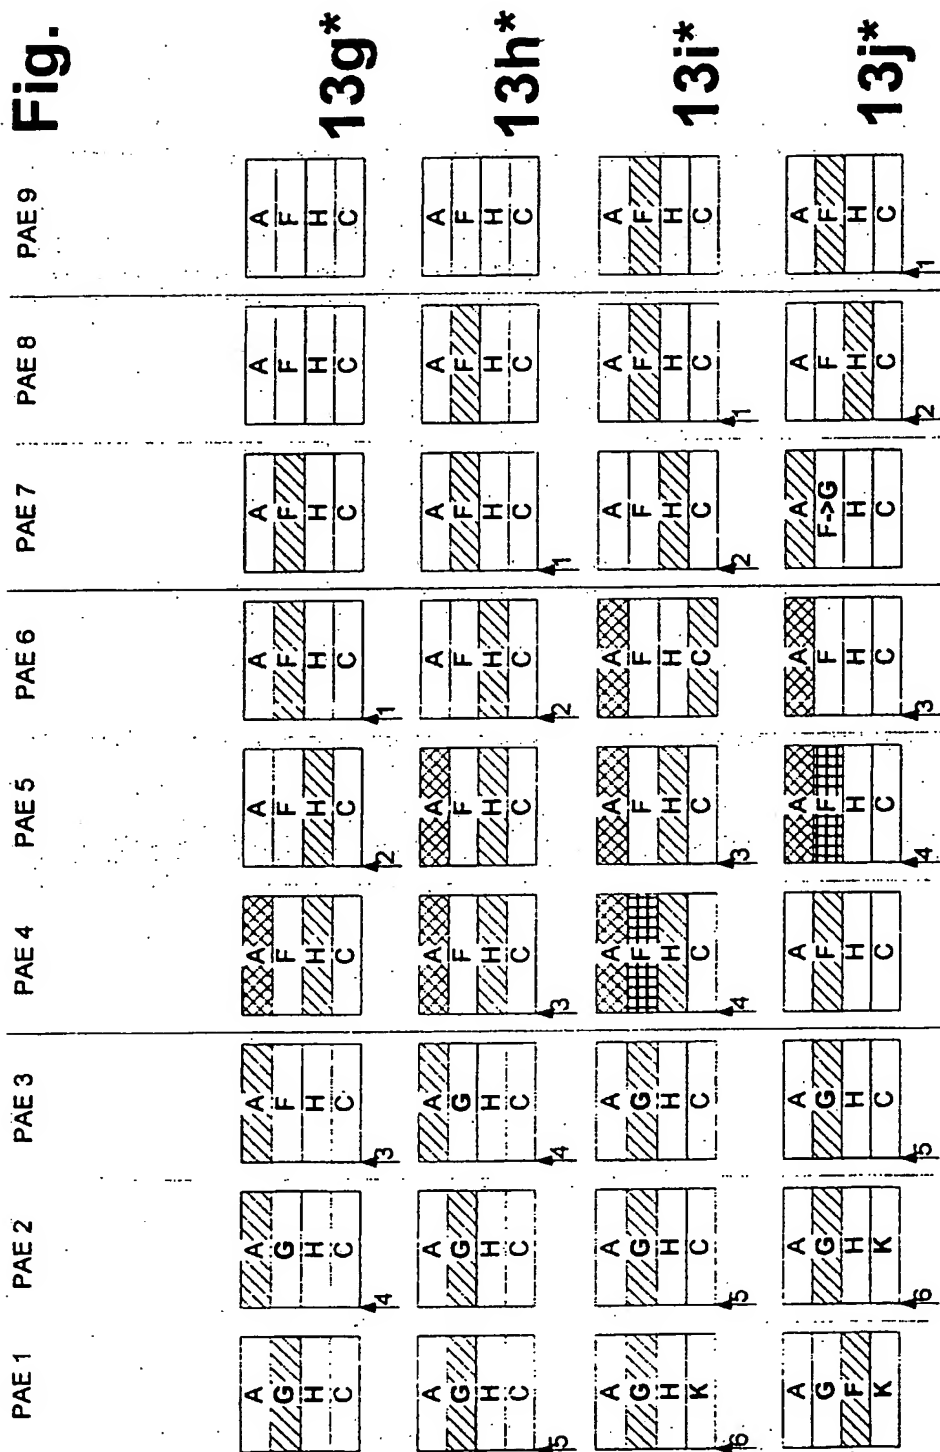 PAE 1 PAE 2 PAE 3 PAE 4 PAE 5 PAE 6 PAE 7 PAE 8 PAE 9 Fig.
A A A A A A A A A
G G F F F F F F F
H H H H H H H H H
C C C C C C C C C
13g*
4 3 2 1
A A A A A A A A A
G G G F F F F F F
H H H H H H H H H
C C C C C C C C C
13h*
5 4 3 2 1
A A A A A A A A A
G G G F F F F F F
H H H H H H H H H
K C C C C C C C C
13i*
6 5 4 3 2 1
A A A A A A A A A
G G G F F F F->G F F
F H H H H H H H H
K K C C C C C C C
13j*
6 5 4 3 2 1